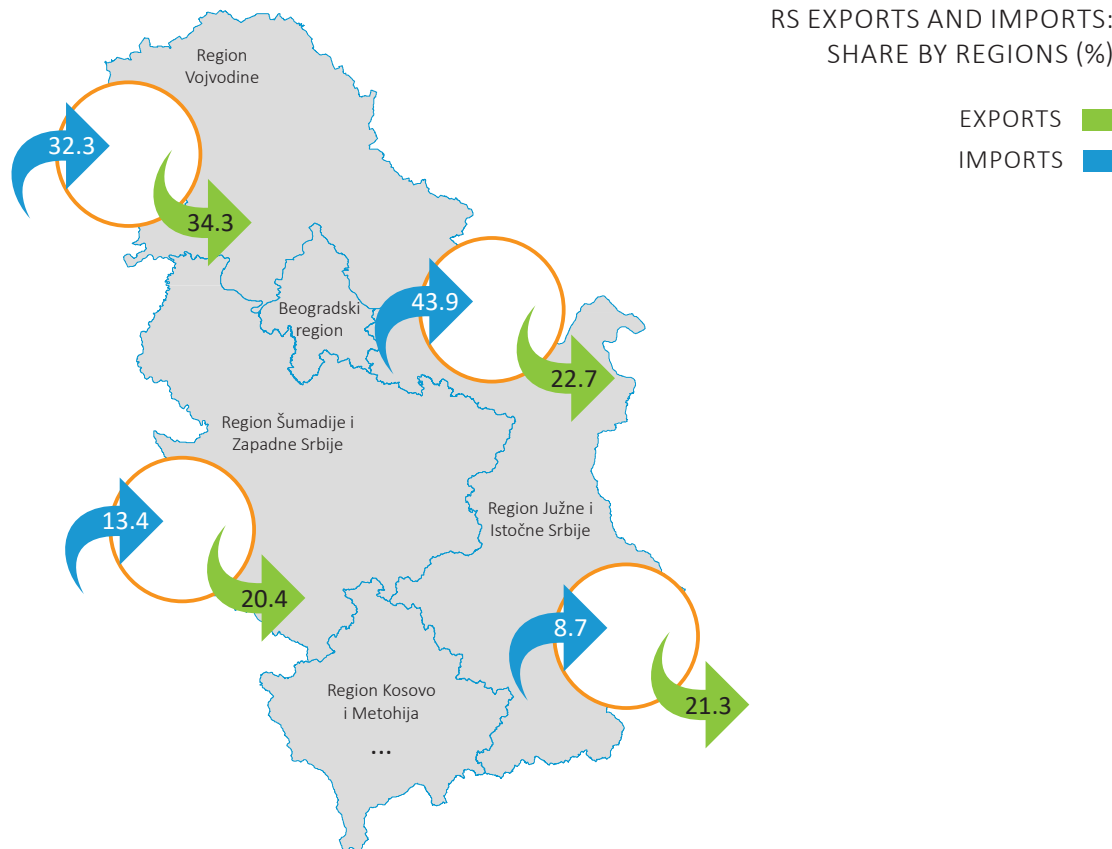 RS EXPORTS AND IMPORTS:
SHARE BY REGIONS (%)
EXPORTS
IMPORTS
Region
Vojvodine
32.3
34.3
Beogradski
region
43.9
22.7
Region Šumadije i
Zapadne Srbije
13.4
20.4
Region Južne i
Istočne Srbije
8.7
21.3
Region Kosovo
i Metohija
...